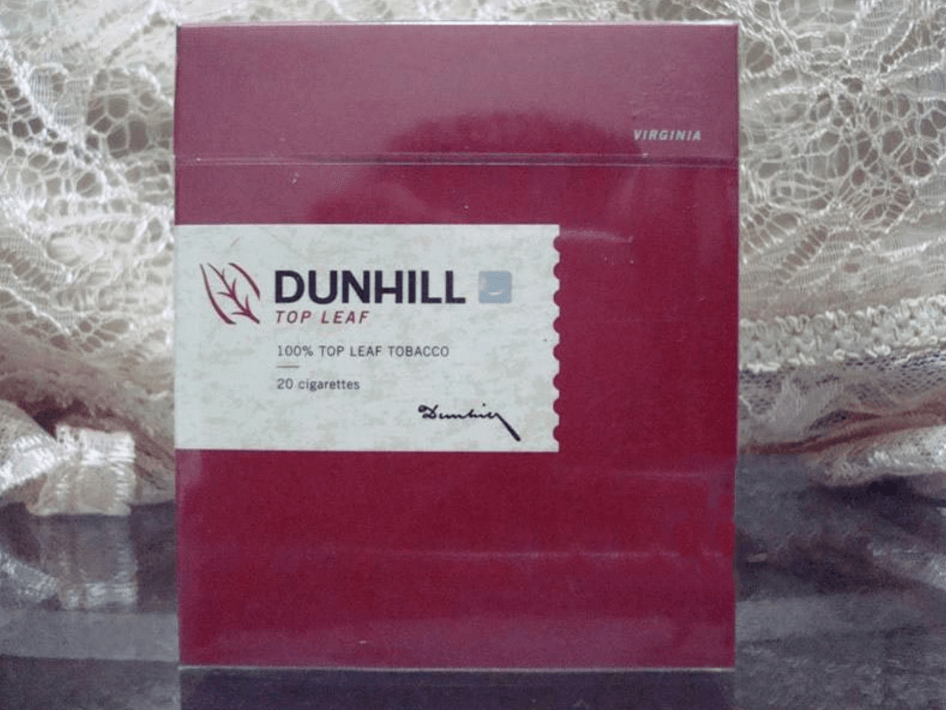 VIRGINIA
DUNHILL
TOP LEAF
100% TOP LEAF TOBACCO
20 cigarettes
Dunhill